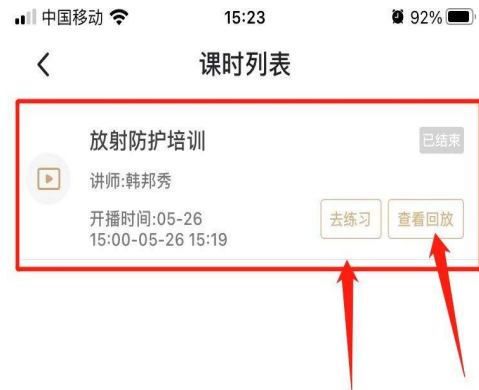 中国移动 15:23 92%
课时列表
放射防护培训 已结束
讲师:韩邦秀
开播时间:05-26
15:00-05-26 15:19
去练习 查看回放